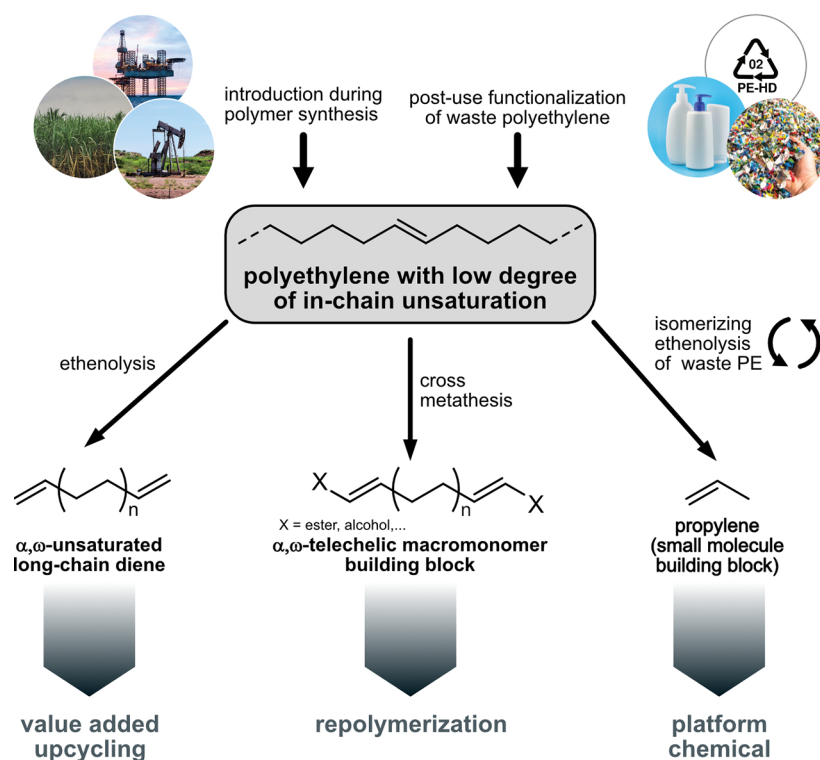 introduction during
polymer synthesis
post-use functionalization
of waste polyethylene
02
PE-HD
polyethylene with low degree
of in-chain unsaturation
ethenolysis
cross
metathesis
isomerizing
ethenolysis
of waste PE
n
X
n
X
X = ester, alcohol,...
α,ω-unsaturated
long-chain diene
α,ω-telechelic macromonomer
building block
propylene
(small molecule
building block)
value added
upcycling
repolymerization
platform
chemical